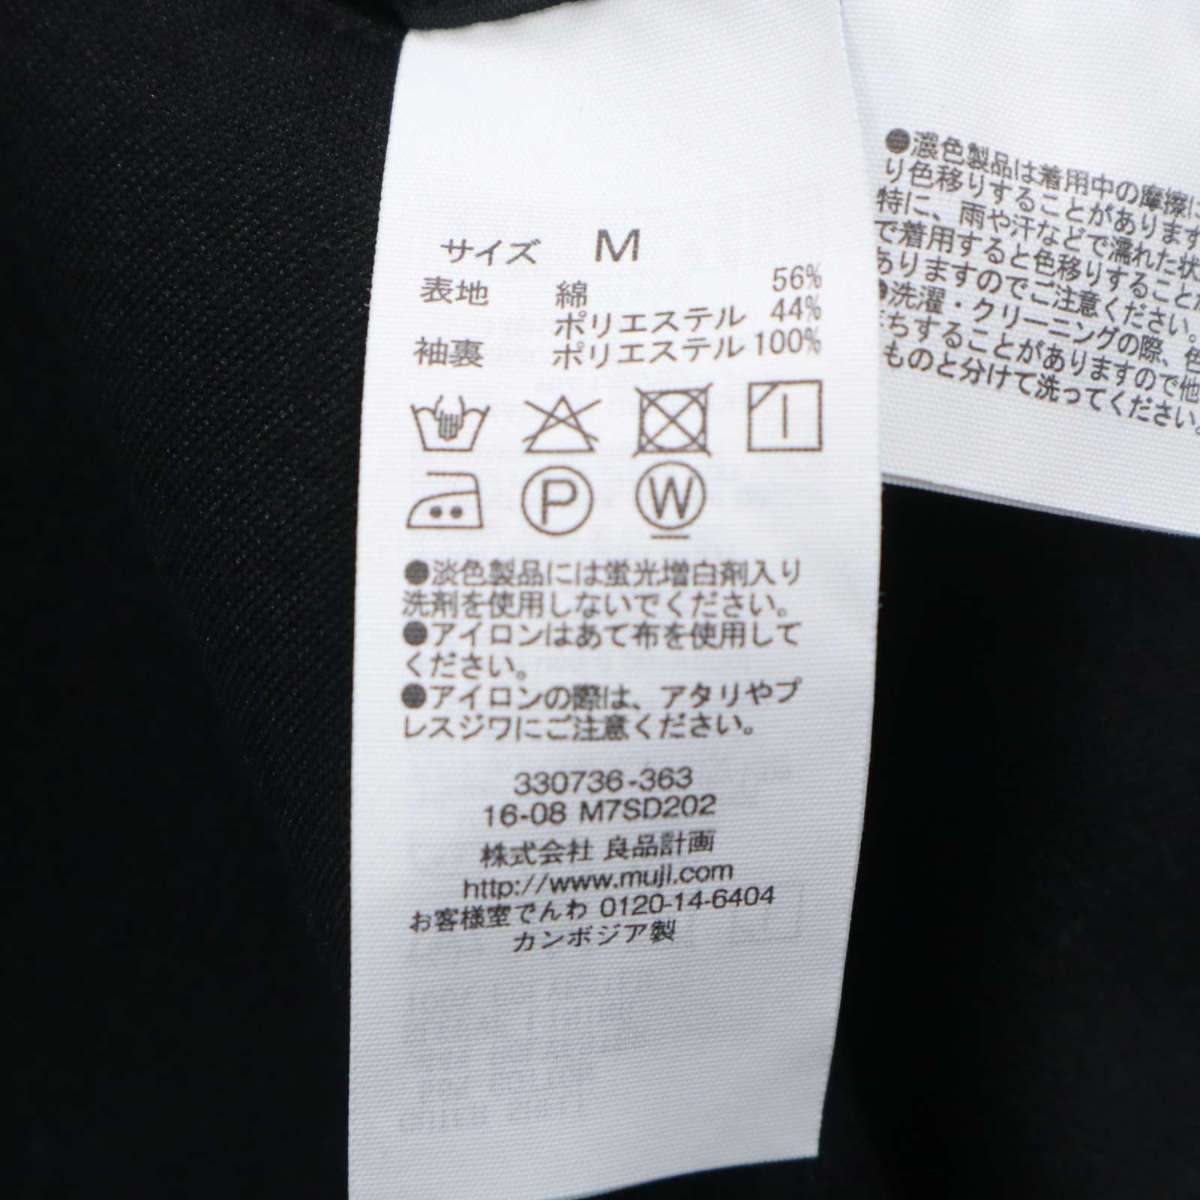 サイズ M
表地 綿 56%
ポリエステル 44%
袖裏 ポリエステル 100%
P W
●淡色製品には蛍光増白剤入り
洗剤を使用しないでください。
●アイロンはあて布を使用して
ください。
●アイロンの際は、アタリやプ
レスジワにご注意ください。
330736-363
16-08 M7SD202
株式会社 良品計画
http://www.muji.com
お客様室でんわ 0120-14-6404
カンボジア製
●濃色製品は着用中の摩擦
り色移りすることがあります
特に、雨や汗などで濡れた状
で着用すると色移りすること
ありますのでご注意ください。
●洗濯・クリーニングの際、色
ちすることがありますので他
ものと分けて洗ってください。